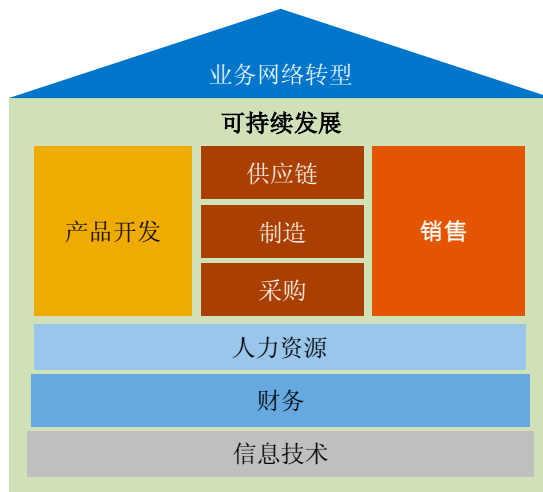 业务网络转型
可持续发展
产品开发
供应链
制造
采购
销售
人力资源
财务
信息技术